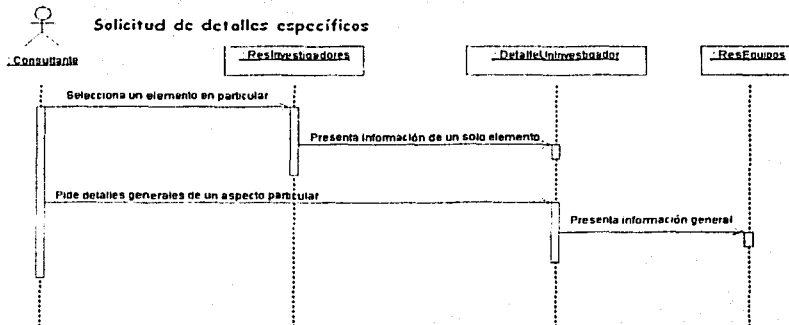 Solicitud de detalles específicos
: Consultante
: ResInvestigadores
: DetalleUnInvestigador
: ResEquipos
Selecciona un elemento en particular
Presenta información de un solo elemento
Pide detalles generales de un aspecto particular
Presenta información general